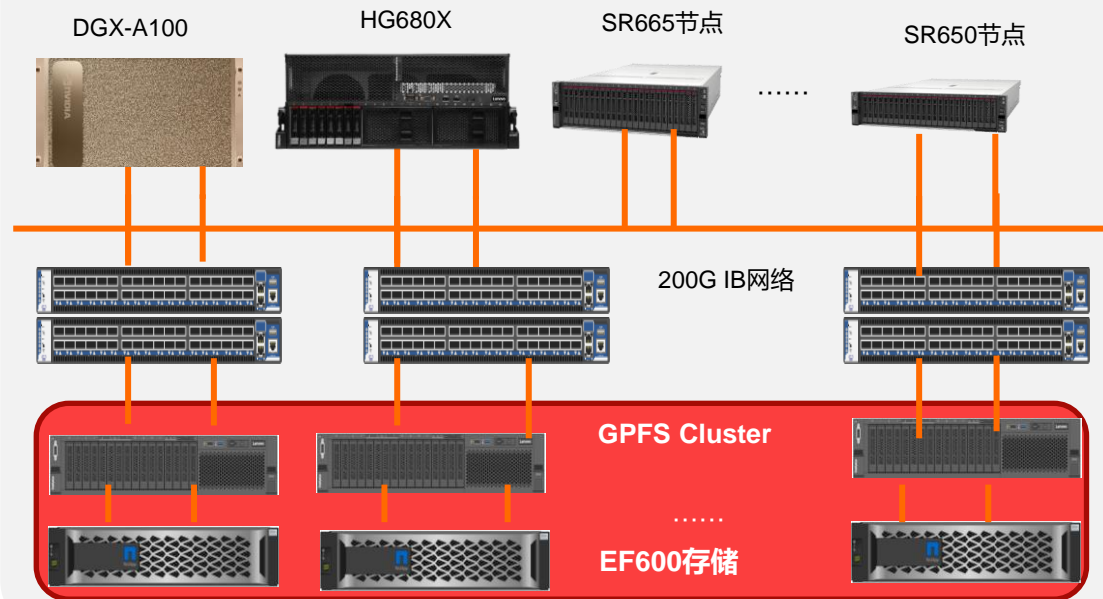 DGX-A100
HG680X
SR665节点
SR650节点
……
NVIDIA
200G IB网络
GPFS Cluster
……
EF600存储